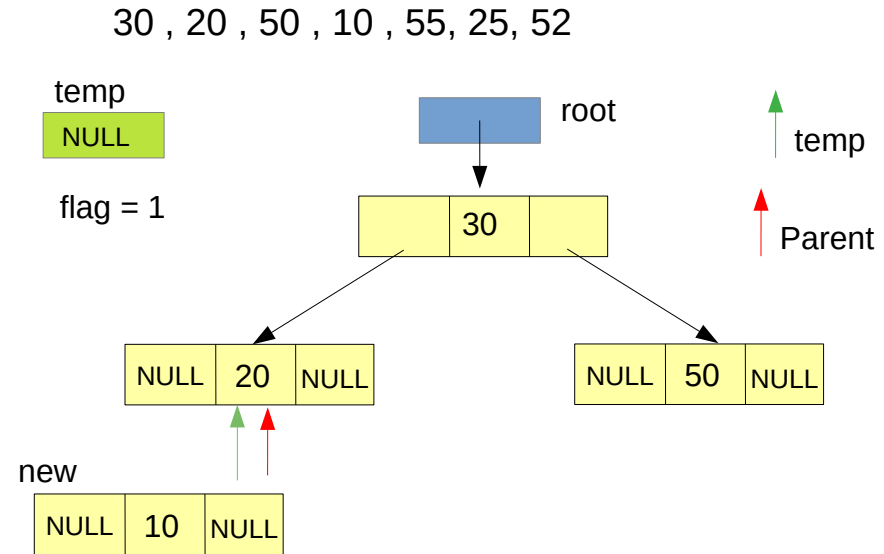 30 , 20 , 50 , 10 , 55, 25, 52
temp
NULL
root
temp
flag = 1
30
Parent
NULL 20 NULL
NULL 50 NULL
new
NULL 10 NULL